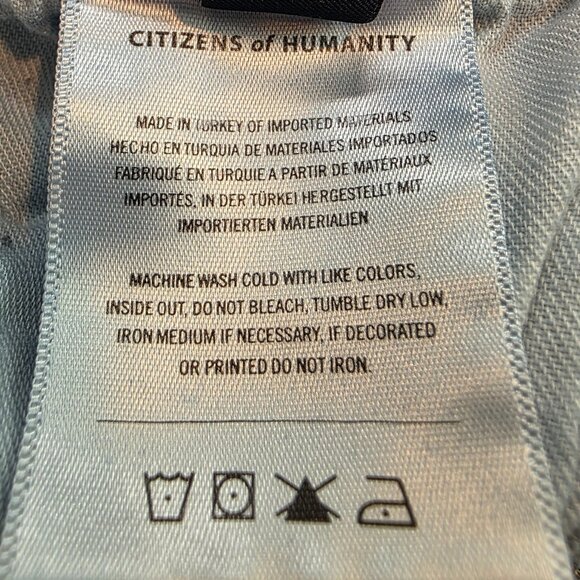 CITIZENS of HUMANITY
MADE IN TURKEY OF IMPORTED MATERIALS
HECHO EN TURQUIA DE MATERIALES IMPORTADOS
FABRIQUÉ EN TURQUIE A PARTIR DE MATERIAUX
IMPORTÉS, IN DER TÜRKEI HERGESTELLT MIT
IMPORTIERTEN MATERIALIEN
MACHINE WASH COLD WITH LIKE COLORS,
INSIDE OUT, DO NOT BLEACH, TUMBLE DRY LOW,
IRON MEDIUM IF NECESSARY, IF DECORATED
OR PRINTED DO NOT IRON.